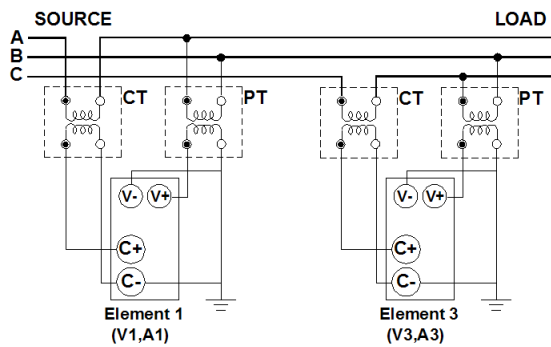 SOURCE LOAD
A
B
C
CT PT CT PT
V- V+ V- V+
C+ C+
C- C-
Element 1 Element 3
(V1,A1) (V3,A3)